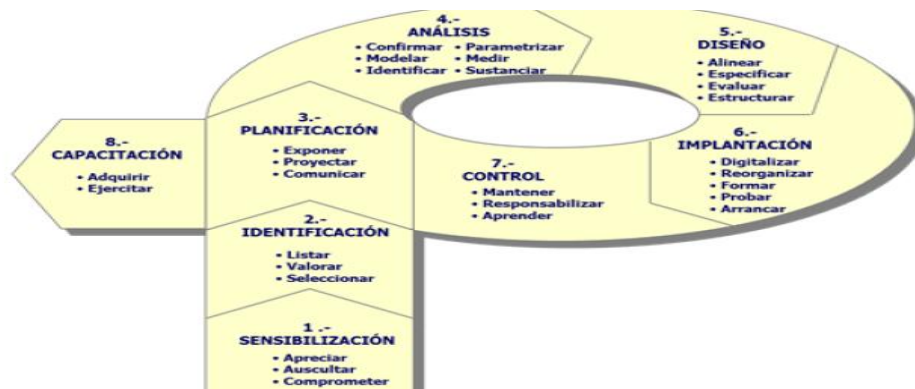 4.-
ANÁLISIS
• Confirmar • Parametrizar
• Modelar • Medir
• Identificar • Sustanciar
5.-
DISEÑO
• Alinear
• Especificar
• Evaluar
• Estructurar
3.-
PLANIFICACIÓN
• Exponer
• Proyectar
• Comunicar
8.-
CAPACITACIÓN
• Adquirir
• Ejercitar
6.-
IMPLANTACIÓN
• Digitalizar
• Reorganizar
• Formar
• Probar
• Arrancar
7.-
CONTROL
• Mantener
• Responsabilizar
• Aprender
2.-
IDENTIFICACIÓN
• Listar
• Valorar
• Seleccionar
1 .-
SENSIBILIZACIÓN
• Apreciar
• Auscultar
• Comprometer